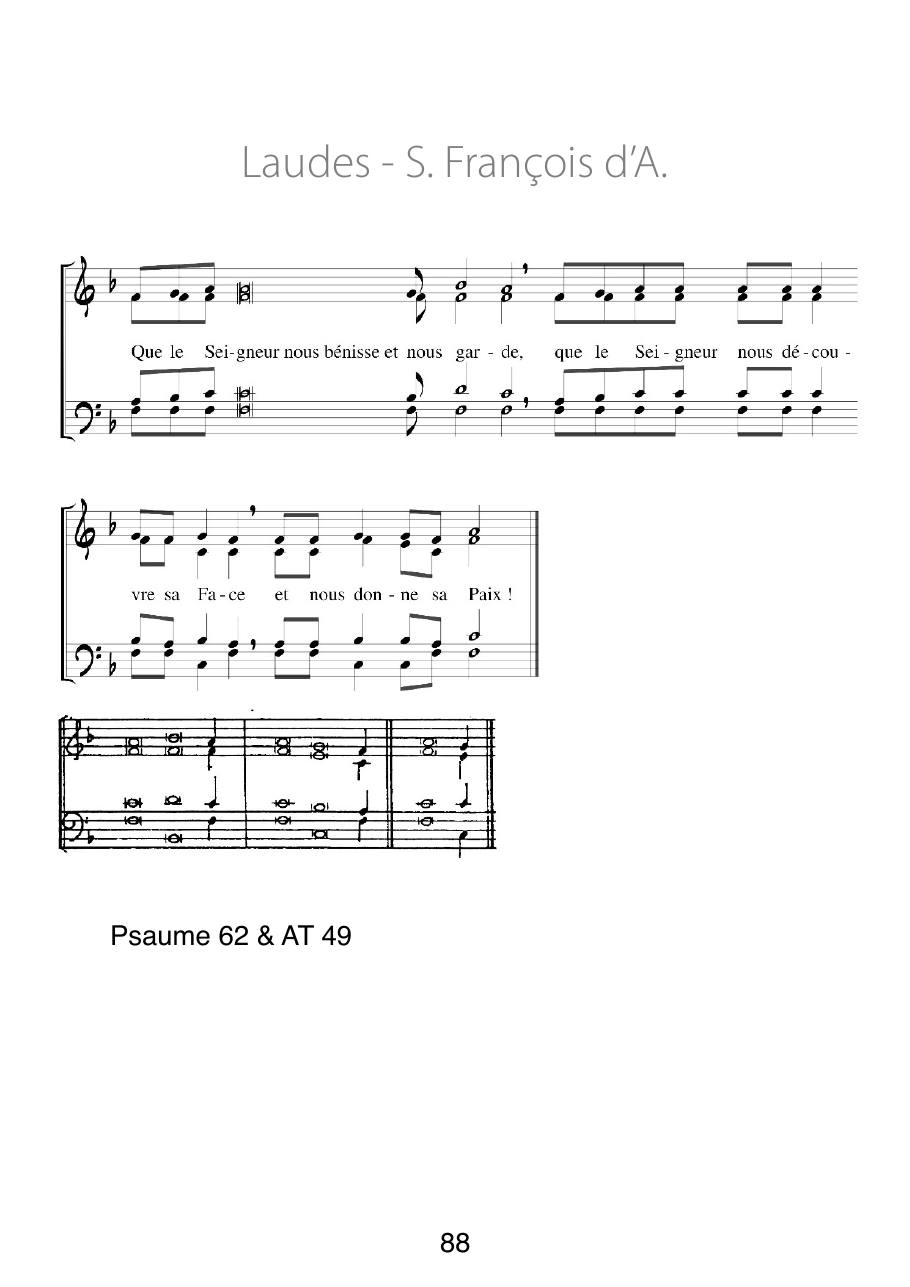 Laudes - S. François d'A.
Que le Sei-gneur nous bénisse et nous gar - de, que le Sei - gneur nous dé - cou -
vre sa Fa - ce et nous don - ne sa Paix !
Psaume 62 & AT 49
88